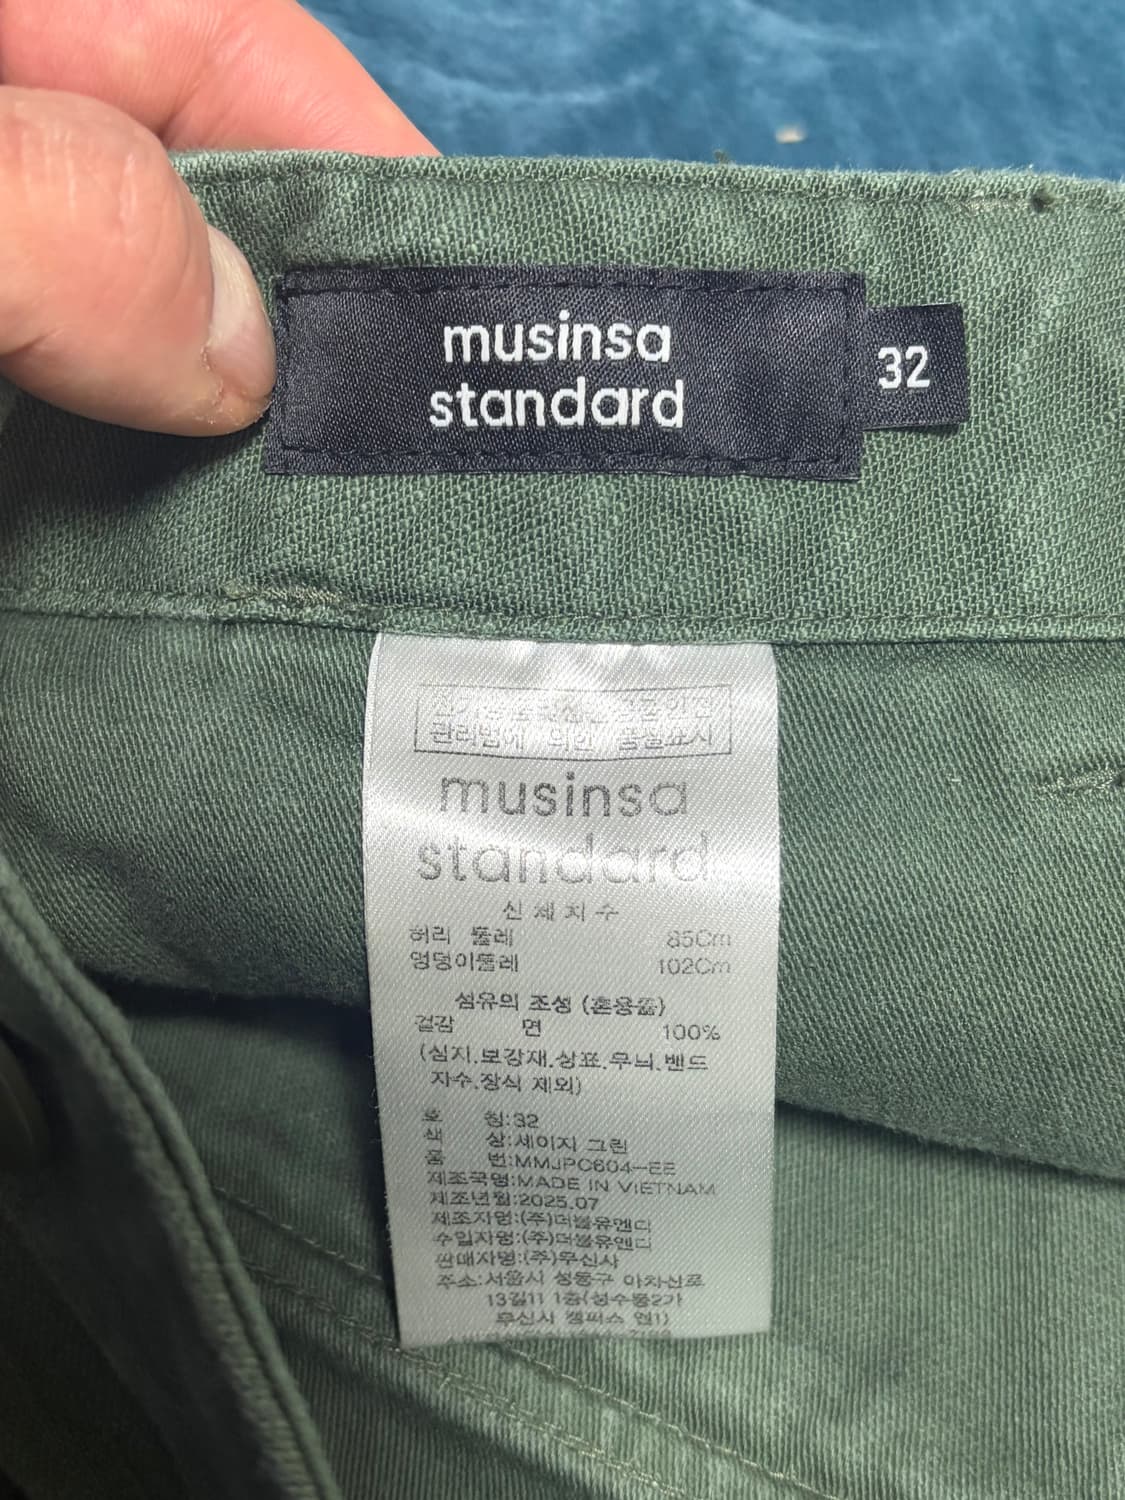 musinsa
standard
32
관리법에 의한 품질표시
musinsa
standard
신체치수
허리 둘레 85Cm
엉덩이둘레 102Cm
섬유의 조성 (혼용률)
겉감 면 100%
(심지.보강재.상표.무늬.밴드
자수.장식 제외)
호 칭:32
색 상:세이지 그린
품 번:MMJPC604-EE
제조국명:MADE IN VIETNAM
제조년월:2025.07
제조자명:(주)더블유앤디
수입자명:(주)더블유앤디
판매자명:(주)무신사
주소:서울시 성동구 아차산로
13길11 1층(성수동2가
무신사 캠퍼스 엔1)